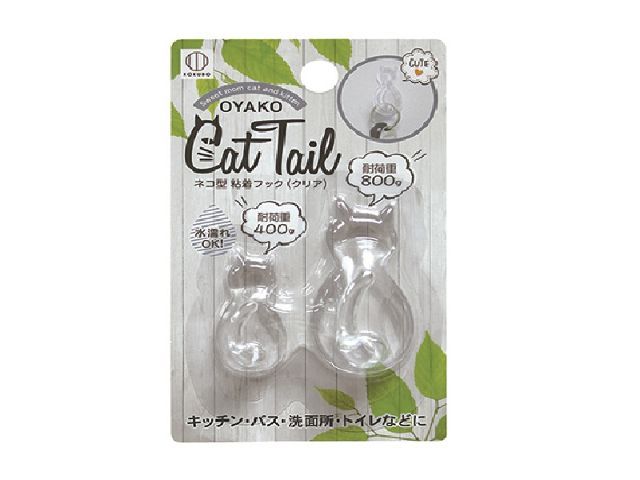 KOKUBO
Sweet mom cat and kitten
OYAKO
Cat Tail
ネコ型 粘着フック〈クリア〉
CUTE
耐荷重
800g
耐荷重
400g
水濡れ
OK!
キッチン・バス・洗面所・トイレなどに